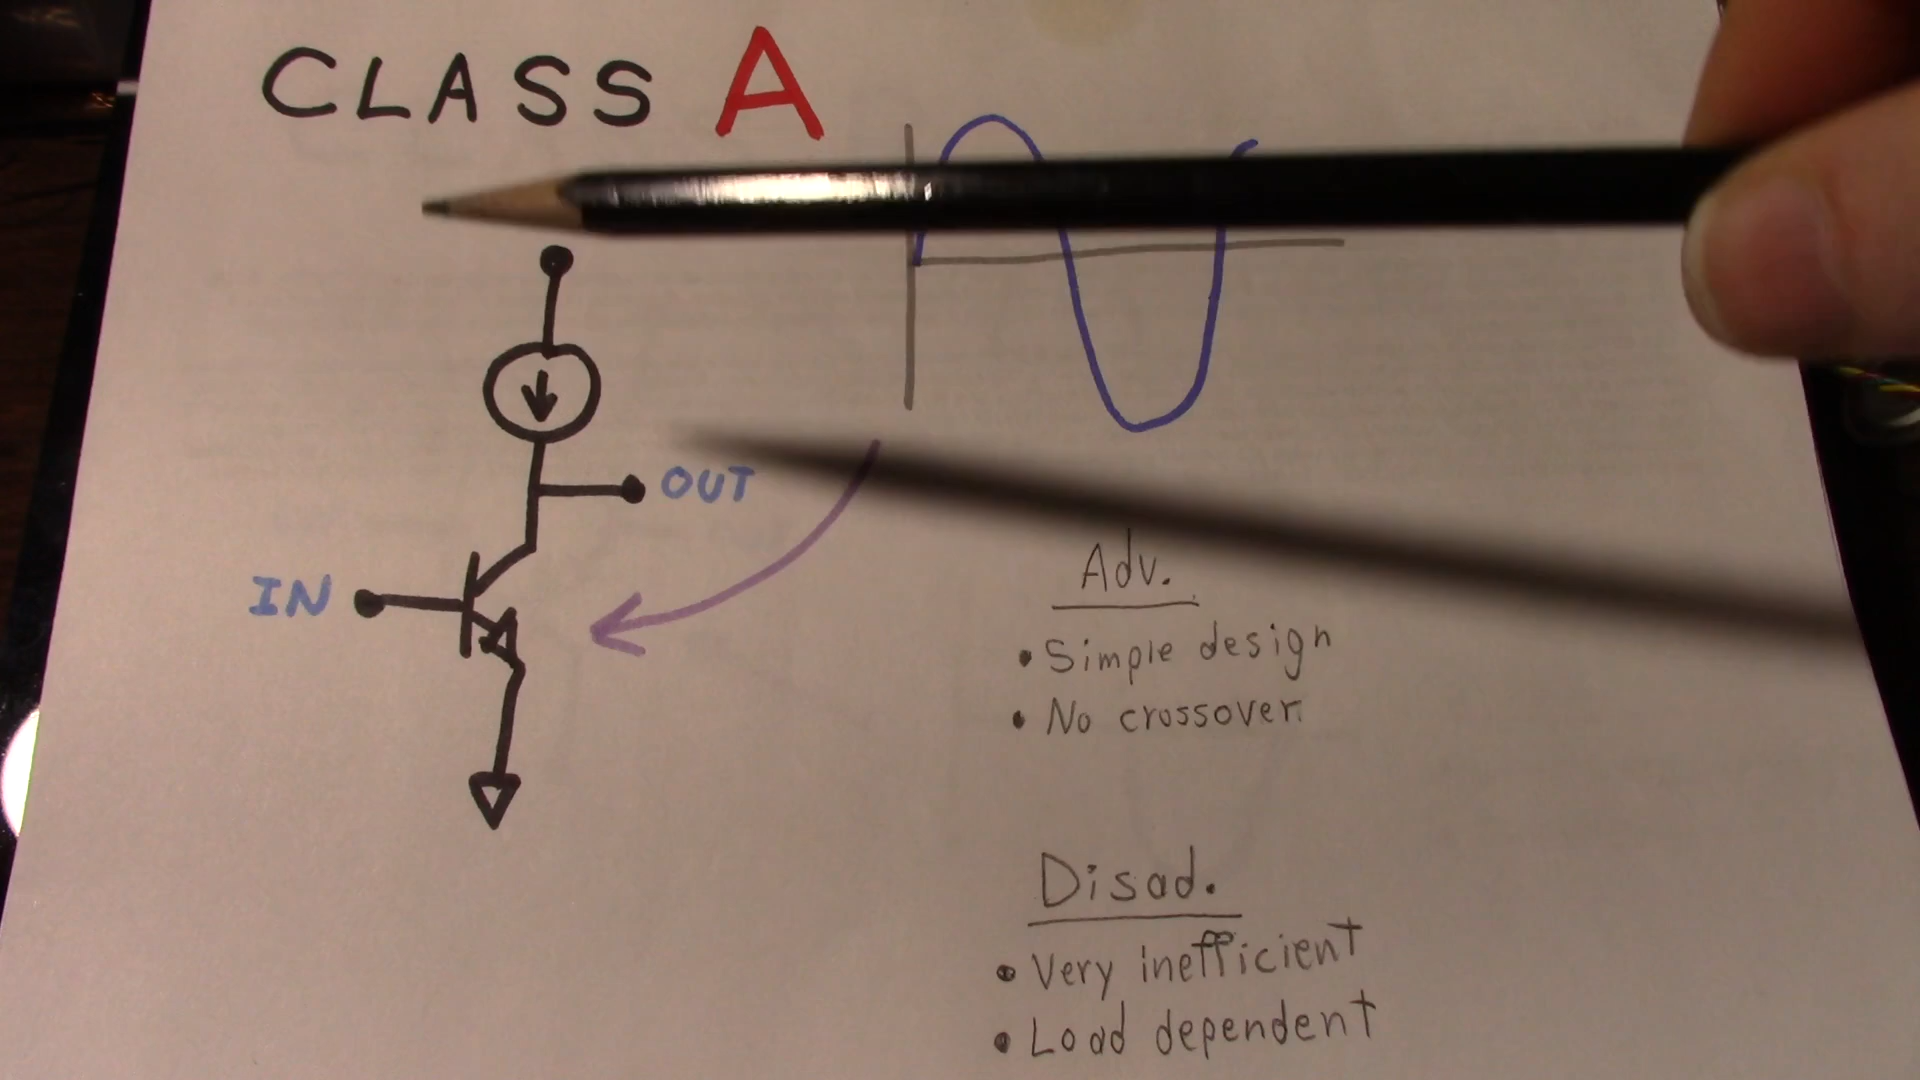 CLASS A
OUT
IN
Adv.
• Simple design
• No crossover
Disad.
• Very inefficient
• Load dependent